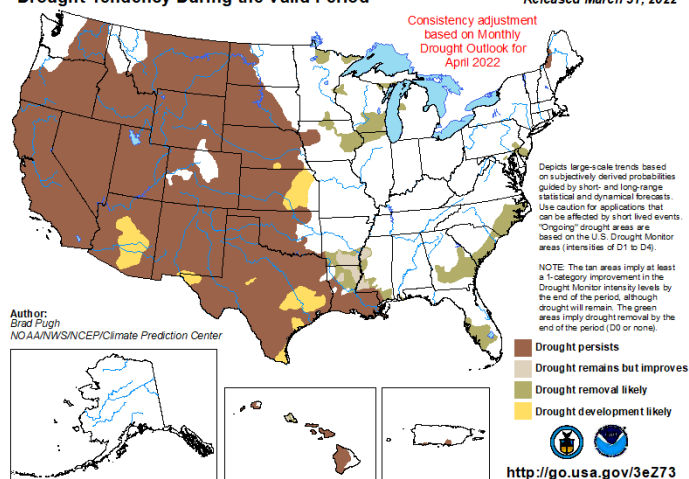 Drought Tendency During the Valid Period
Released March 31, 2022
Consistency adjustment
based on Monthly
Drought Outlook for
April 2022
Depicts large-scale trends based
on subjectively derived probabilities
guided by short- and long-range
statistical and dynamical forecasts.
Use caution for applications that
can be affected by short lived events.
"Ongoing" drought areas are
based on the U.S. Drought Monitor
areas (intensities of D1 to D4).
NOTE: The tan areas imply at least
a 1-category improvement in the
Drought Monitor intensity levels by
the end of the period, although
drought will remain. The green
areas imply drought removal by the
end of the period (D0 or none).
Author:
Brad Pugh
NOAA/NWS/NCEP/Climate Prediction Center
Drought persists
Drought remains but improves
Drought removal likely
Drought development likely
http://go.usa.gov/3eZ73